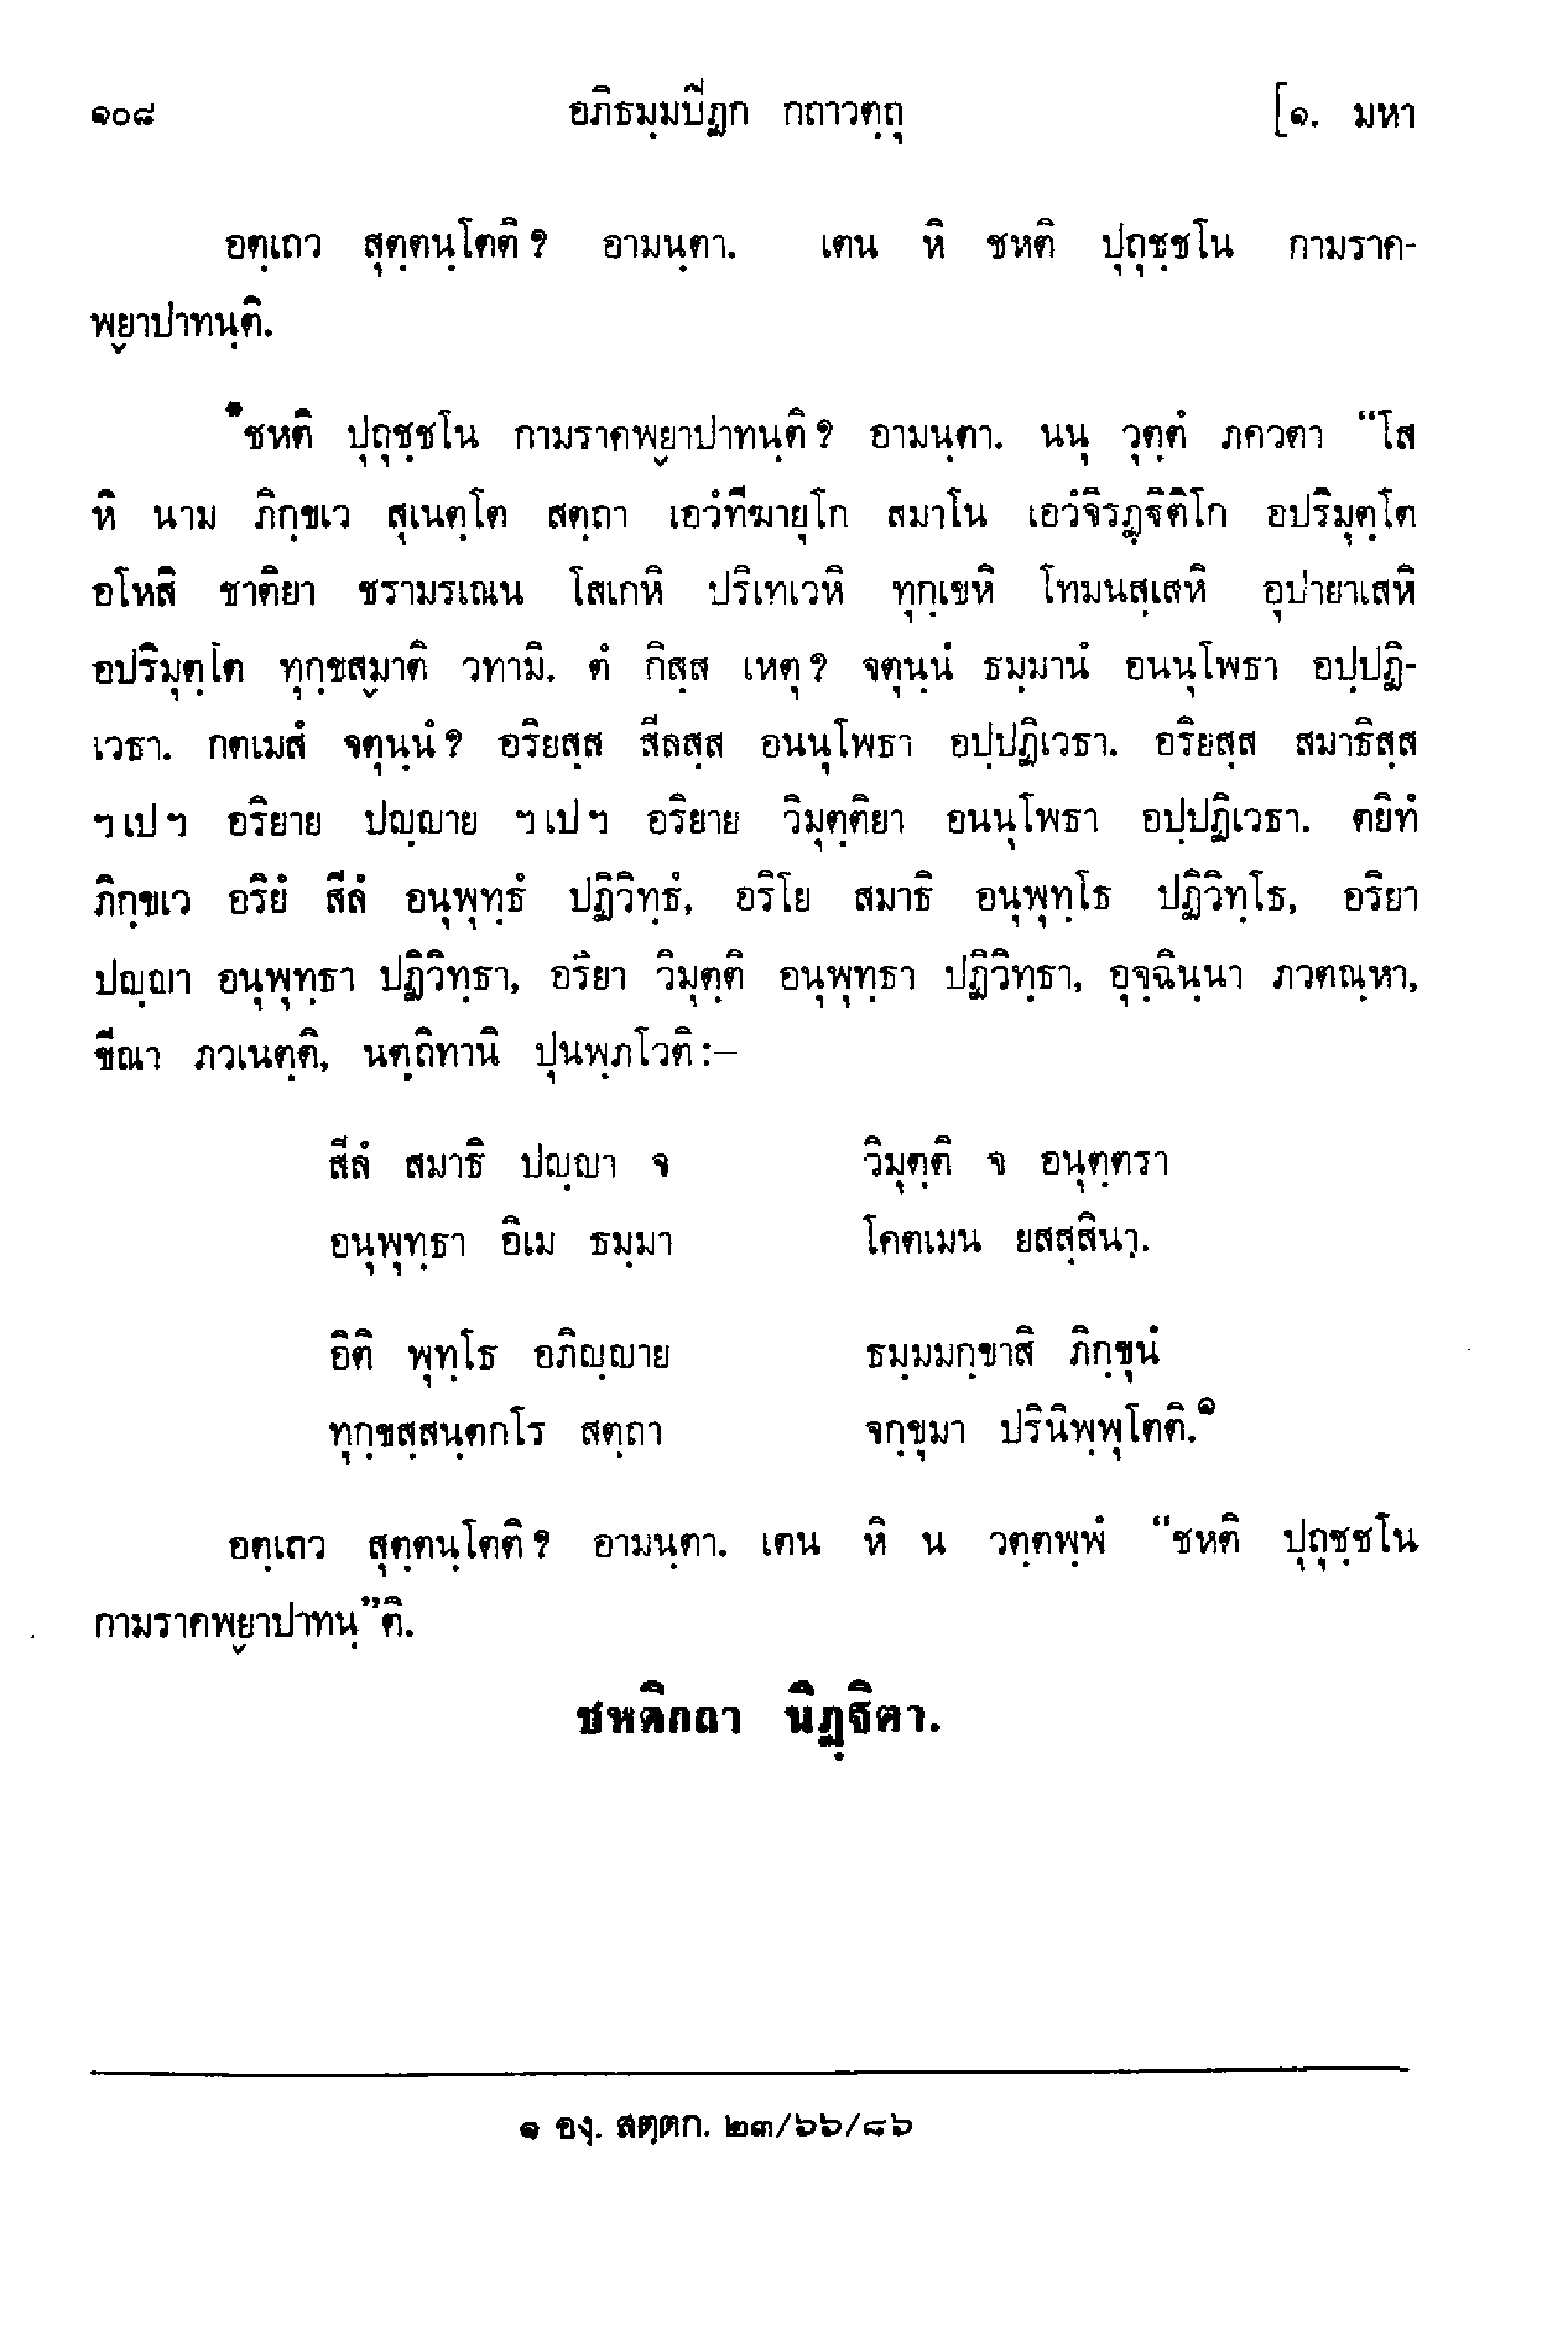 ๑๐๘ อภิธมฺมปิฏก กถาวตฺถุ [๑. มหา
อตฺเถว สุตฺตนฺโตติ? อามนฺตา. เตน หิ ชหติ ปุถุชฺชโน กามราค-
พฺยาปาทนฺติ.
*ชหติ ปุถุชฺชโน กามราคพฺยาปาทนฺติ? อามนฺตา. นนุ วุตฺตํ ภควตา “โส
หิ นาม ภิกฺขเว สุเนตฺโต สตฺถา เอวํทีฆายุโก สมาโน เอวํจิรฏฺฐิติโก อปริมุตฺโต
อโหสิ ชาติยา ชรามรเณน โสเกหิ ปริเทเวหิ ทุกฺเขหิ โทมนสฺเสหิ อุปายาเสหิ
อปริมุตฺโต ทุกฺขสฺมาติ วทามิ. ตํ กิสฺส เหตุ? จตุนฺนํ ธมฺมานํ อนนุโพธา อปฺปฏิ-
เวธา. กตเมสํ จตุนฺนํ? อริยสฺส สีลสฺส อนนุโพธา อปฺปฏิเวธา. อริยสฺส สมาธิสฺส
ฯเปฯ อริยาย ปญฺญาย ฯเปฯ อริยาย วิมุตฺติยา อนนุโพธา อปฺปฏิเวธา. ตยิทํ
ภิกฺขเว อริยํ สีลํ อนุพุทฺธํ ปฏิวิทฺธํ, อริโย สมาธิ อนุพุทฺโธ ปฏิวิทฺโธ, อริยา
ปญฺญา อนุพุทฺธา ปฏิวิทฺธา, อริยา วิมุตฺติ อนุพุทฺธา ปฏิวิทฺธา, อุจฺฉินฺนา ภวตณฺหา,
ขีณา ภวเนตฺติ, นตฺถิทานิ ปุนพฺภโวติ:–
สีลํ สมาธิ ปญฺญา จ วิมุตฺติ จ อนุตฺตรา
อนุพุทฺธา อิเม ธมฺมา โคตเมน ยสสฺสินา.
อิติ พุทฺโธ อภิญฺญาย ธมฺมมกฺขาสิ ภิกฺขุนํ
ทุกฺขสฺสนฺตกโร สตฺถา จกฺขุมา ปรินิพฺพุโตติ.๑
อตฺเถว สุตฺตนฺโตติ? อามนฺตา. เตน หิ น วตฺตพฺพํ “ชหติ ปุถุชฺชโน
กามราคพฺยาปาทนฺ”ติ.
ชหติกถา นิฏฺฐิตา.
๑ องฺ. สตฺตก. ๒๓/๖๖/๘๖